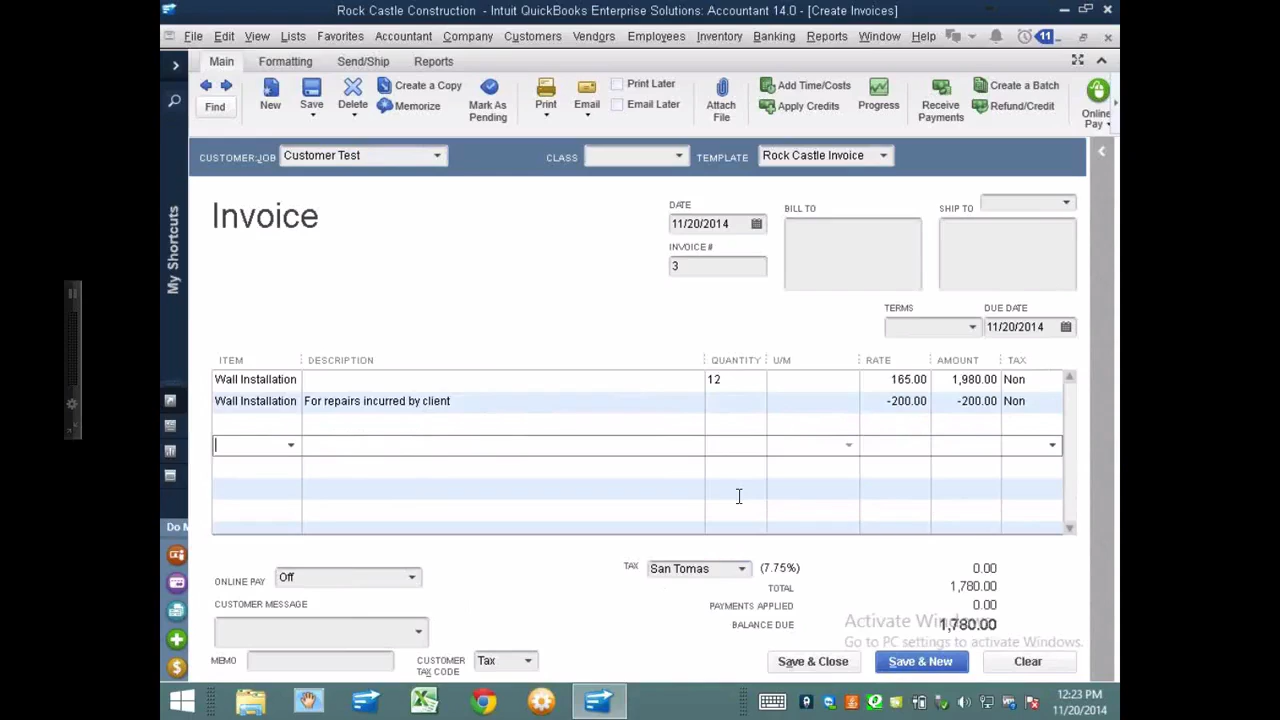 Rock Castle Construction - Intuit QuickBooks Enterprise Solutions: Accountant 14.0 - [Create Invoices]
File Edit View Lists Favorites Accountant Company Customers Vendors Employees Inventory Banking Reports Window Help 11
Main Formatting Send/Ship Reports
Find New Save Delete Create a Copy Memorize Mark As Pending Print Email Print Later Email Later Attach File Add Time/Costs Apply Credits Progress Receive Payments Create a Batch Refund/Credit Online Pay
CUSTOMER:JOB Customer Test CLASS TEMPLATE Rock Castle Invoice
My Shortcuts
Invoice
DATE BILL TO SHIP TO
11/20/2014
INVOICE #
3
TERMS DUE DATE
11/20/2014
ITEM DESCRIPTION QUANTITY U/M RATE AMOUNT TAX
Wall Installation 12 165.00 1,980.00 Non
Wall Installation For repairs incurred by client -200.00 -200.00 Non
Do M
TAX San Tomas (7.75%) 0.00
ONLINE PAY Off
TOTAL 1,780.00
CUSTOMER MESSAGE
PAYMENTS APPLIED 0.00
BALANCE DUE 1,780.00
Activate Windows
Go to PC settings to activate Windows.
MEMO CUSTOMER TAX CODE Tax Save & Close Save & New Clear
12:23 PM
11/20/2014